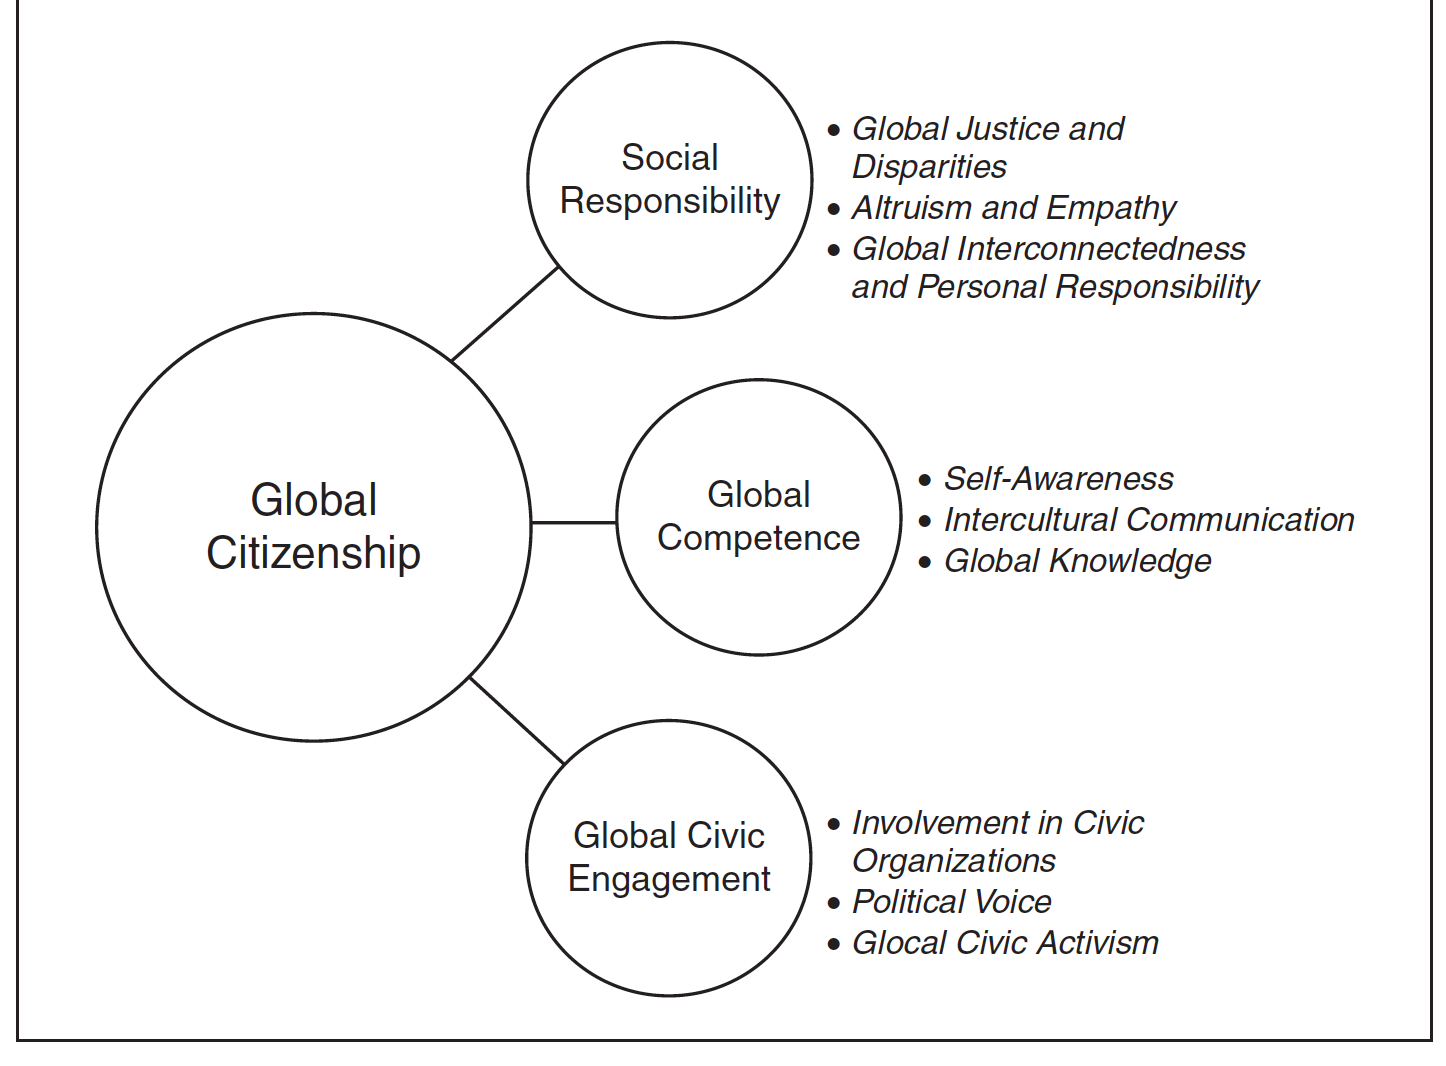 Social
Responsibility
• Global Justice and
Disparities
• Altruism and Empathy
• Global Interconnectedness
and Personal Responsibility
Global
Citizenship
Global
Competence
• Self-Awareness
• Intercultural Communication
• Global Knowledge
Global Civic
Engagement
• Involvement in Civic
Organizations
• Political Voice
• Glocal Civic Activism